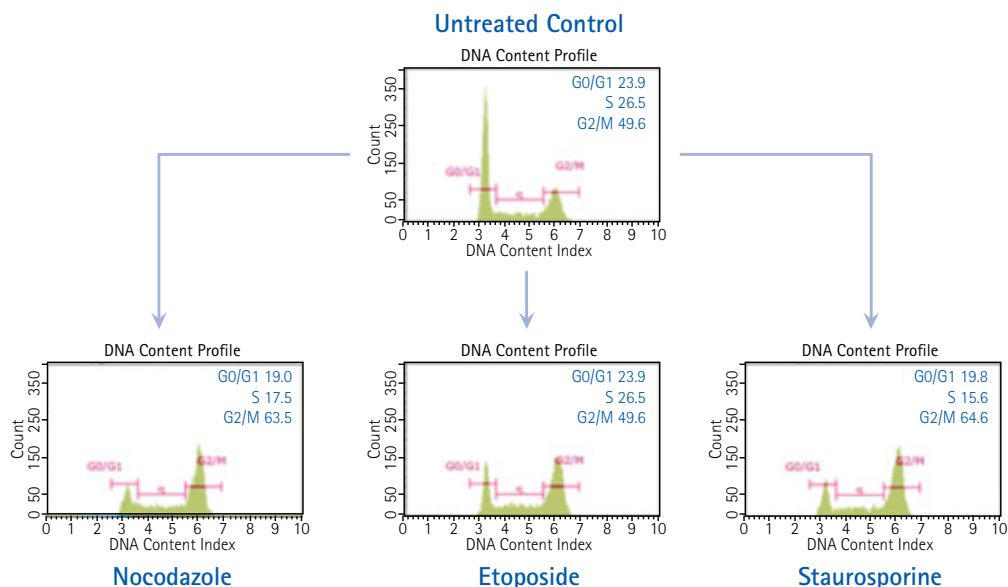 Untreated Control
DNA Content Profile
G0/G1 23.9
S 26.5
G2/M 49.6
350
250
150
50
0
Count
G0/G1
S
G2/M
0 1 2 3 4 5 6 7 8 9 10
DNA Content Index
DNA Content Profile
G0/G1 19.0
S 17.5
G2/M 63.5
350
250
150
50
0
Count
G0/G1
S
G2/M
0 1 2 3 4 5 6 7 8 9 10
DNA Content Index
Nocodazole
DNA Content Profile
G0/G1 23.9
S 26.5
G2/M 49.6
350
250
150
50
0
Count
G0/G1
S
G2/M
0 1 2 3 4 5 6 7 8 9 10
DNA Content Index
Etoposide
DNA Content Profile
G0/G1 19.8
S 15.6
G2/M 64.6
350
250
150
50
0
Count
G0/G1
S
G2/M
0 1 2 3 4 5 6 7 8 9 10
DNA Content Index
Staurosporine